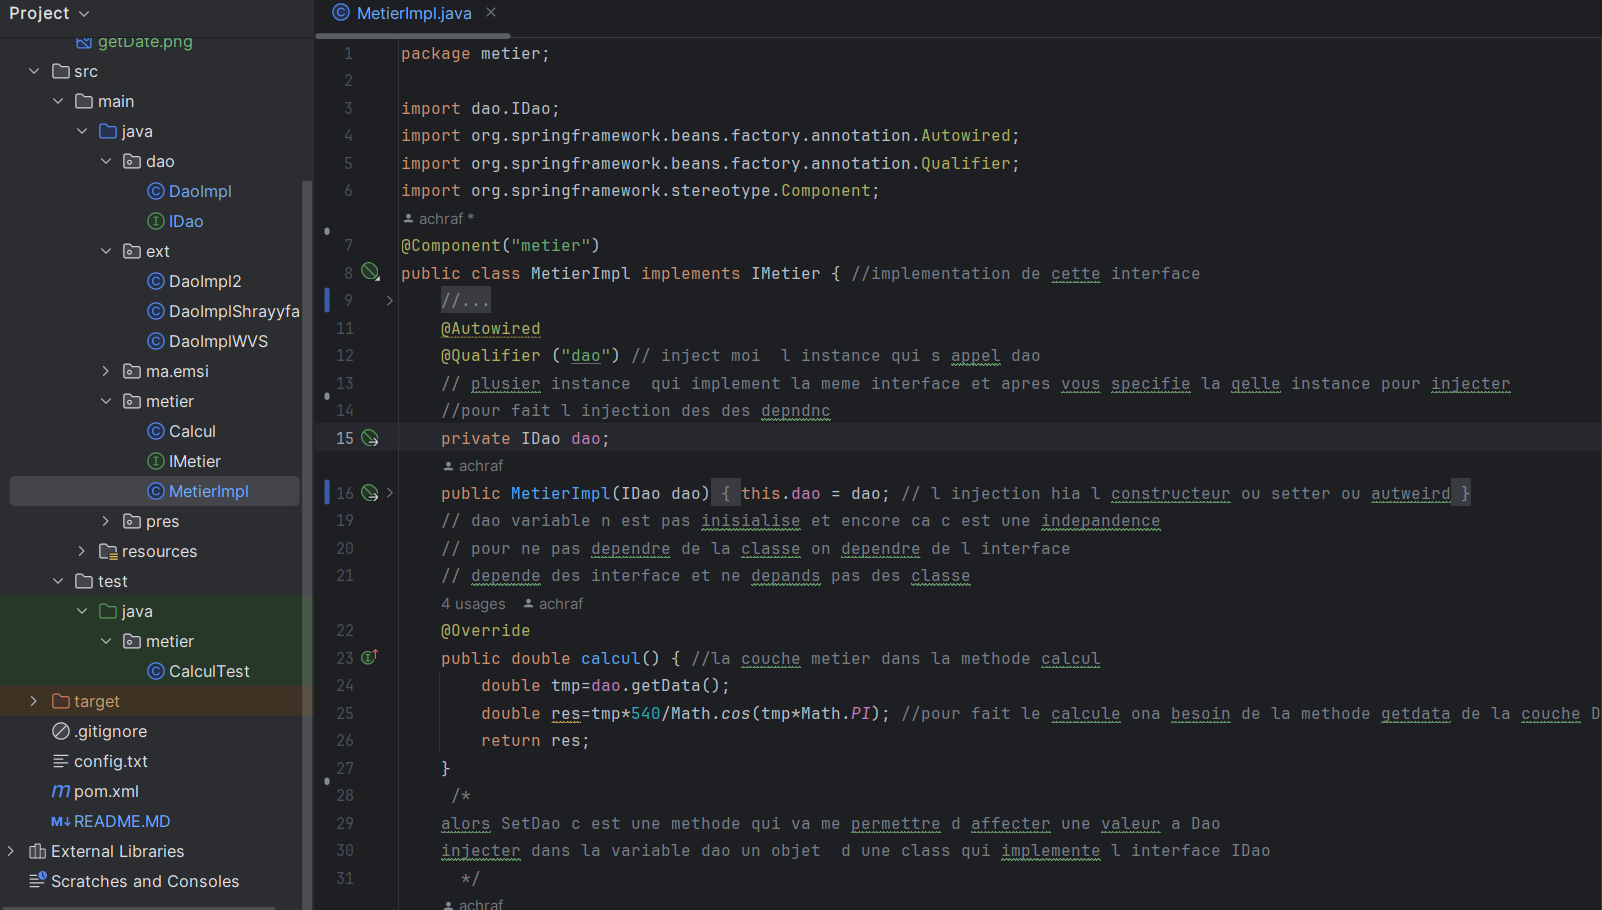 Project
getDate.png
src
main
java
dao
DaoImpl
IDao
ext
DaoImpl2
DaoImplShrayyfa
DaoImplWVS
ma.emsi
metier
Calcul
IMetier
MetierImpl
pres
resources
test
java
metier
CalculTest
target
.gitignore
config.txt
pom.xml
README.MD
External Libraries
Scratches and Consoles
MetierImpl.java
1 package metier;
2
3 import dao.IDao;
4 import org.springframework.beans.factory.annotation.Autowired;
5 import org.springframework.beans.factory.annotation.Qualifier;
6 import org.springframework.stereotype.Component;
achraf *
7 @Component("metier")
8 public class MetierImpl implements IMetier { //implementation de cette interface
9 //...
11 @Autowired
12 @Qualifier ("dao") // inject moi  l instance qui s appel dao
13 // plusier instance  qui implement la meme interface et apres vous specifie la qelle instance pour injecter
14 //pour fait l injection des des depndnc
15 private IDao dao;
achraf
16 public MetierImpl(IDao dao) { this.dao = dao; // l injection hia l constructeur ou setter ou autweird }
19 // dao variable n est pas inisialise et encore ca c est une indepandence
20 // pour ne pas dependre de la classe on dependre de l interface
21 // depende des interface et ne depands pas des classe
4 usages achraf
22 @Override
23 public double calcul() { //la couche metier dans la methode calcul
24 double tmp=dao.getData();
25 double res=tmp*540/Math.cos(tmp*Math.PI); //pour fait le calcule ona besoin de la methode getdata de la couche D
26 return res;
27 }
28 /*
29 alors SetDao c est une methode qui va me permettre d affecter une valeur a Dao
30 injecter dans la variable dao un objet  d une class qui implemente l interface IDao
31 */
achraf